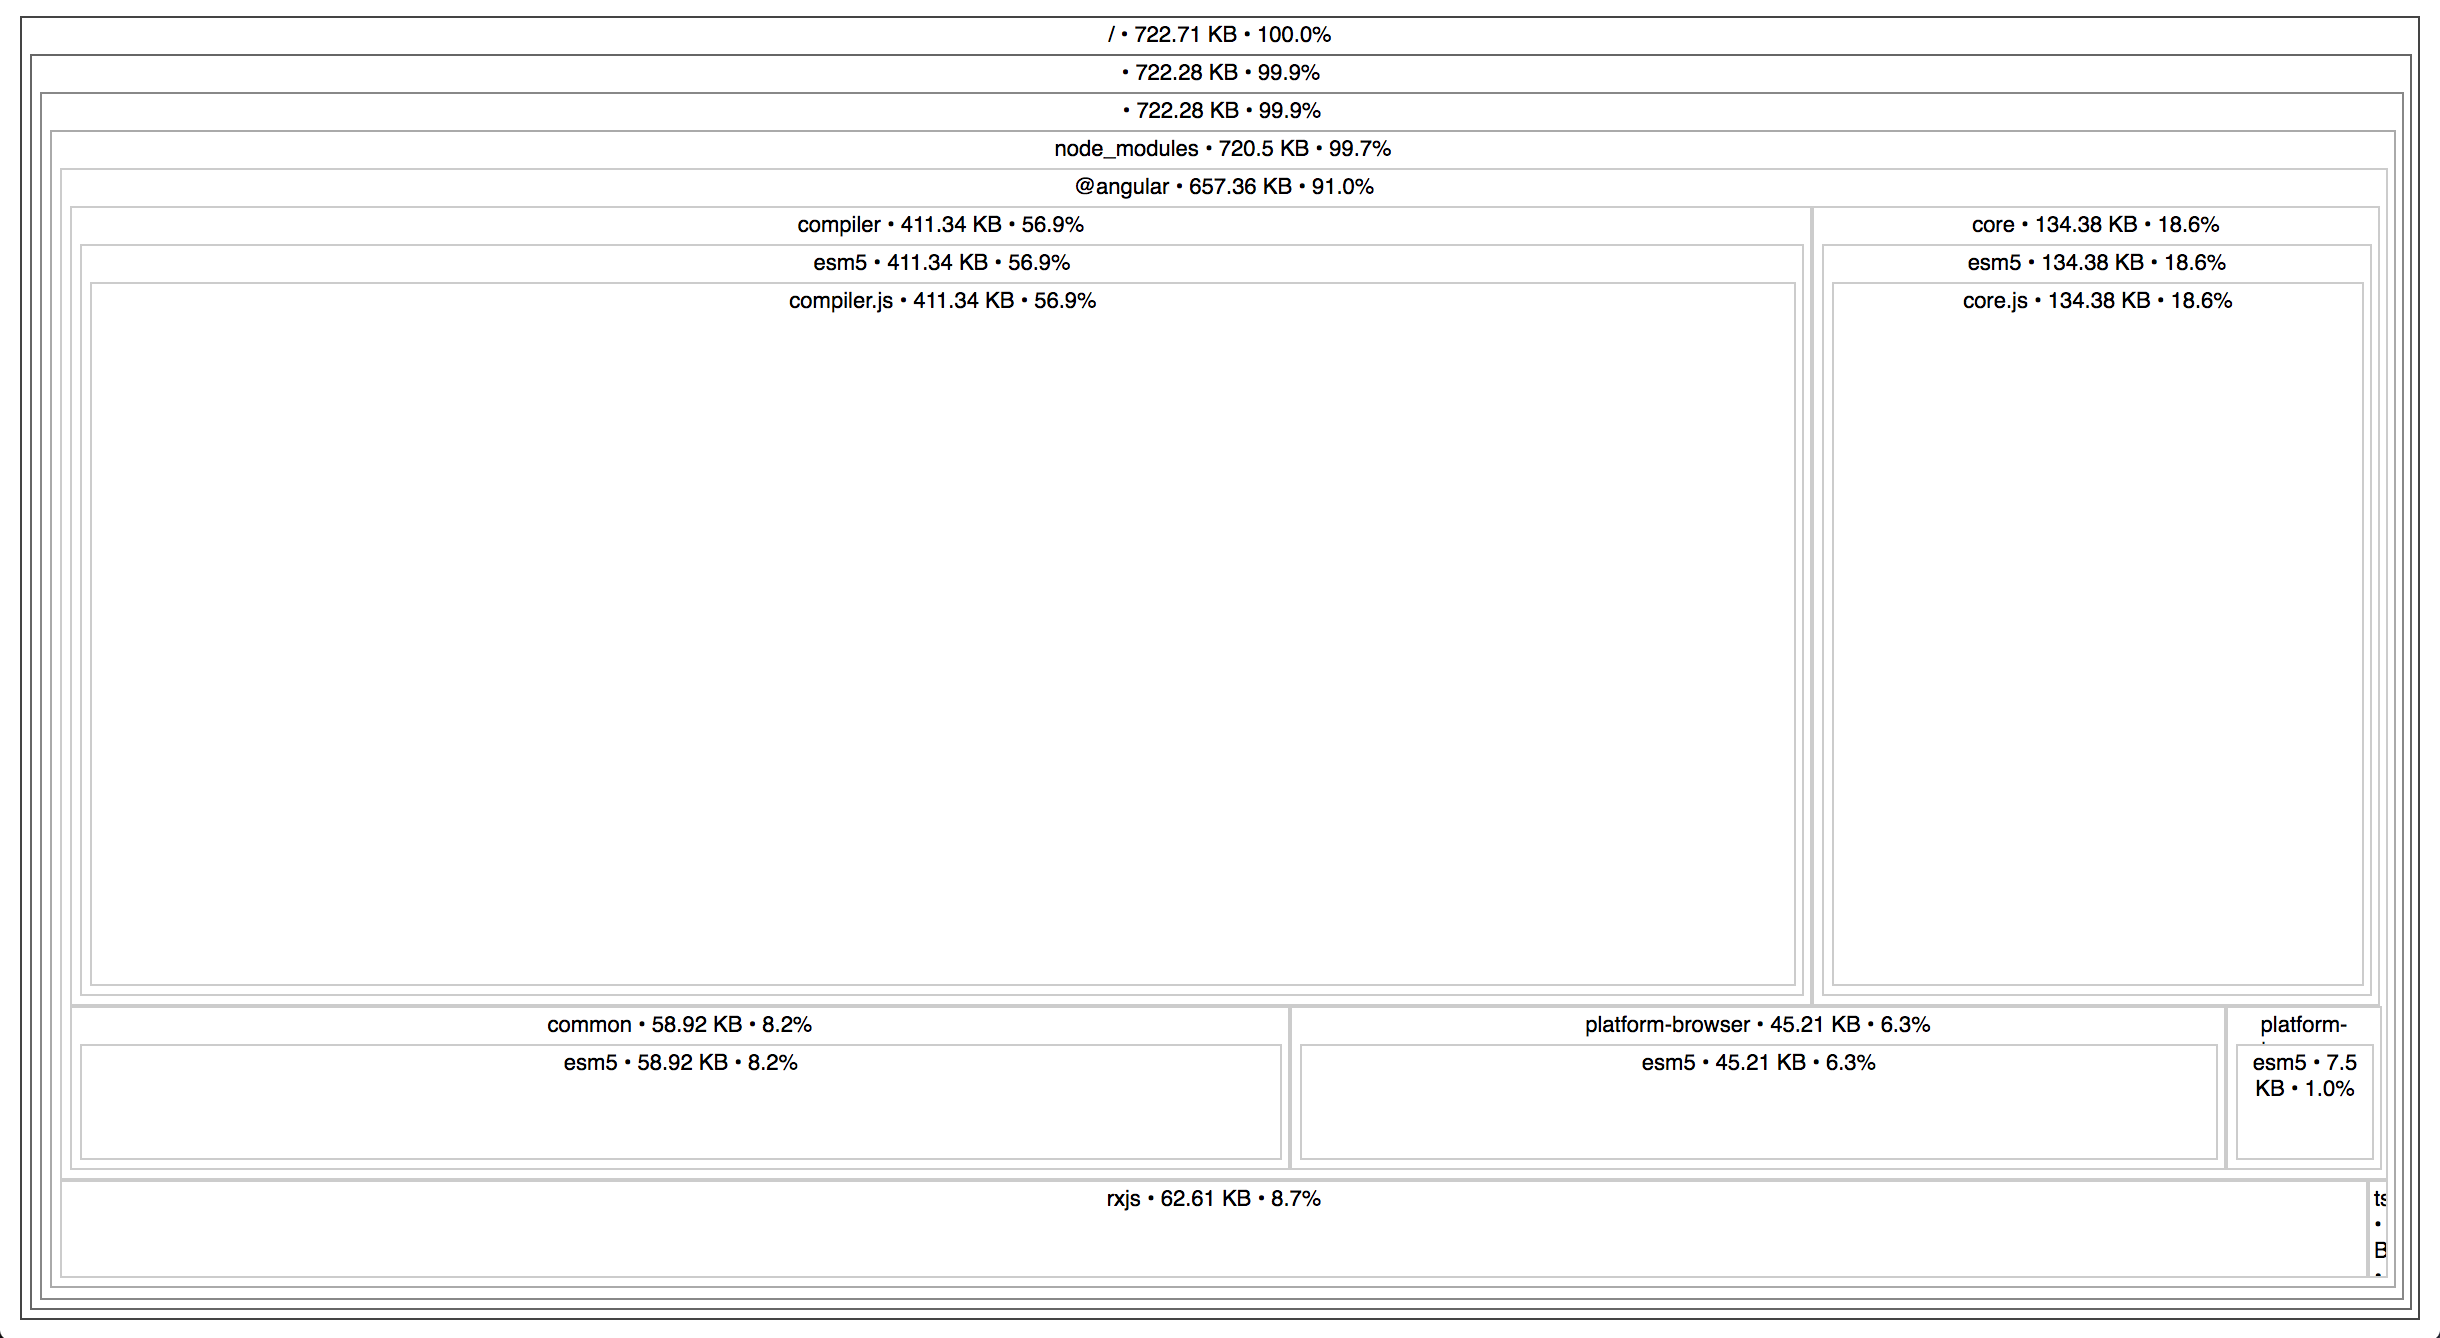 / • 722.71 KB • 100.0%
• 722.28 KB • 99.9%
• 722.28 KB • 99.9%
node_modules • 720.5 KB • 99.7%
@angular • 657.36 KB • 91.0%
compiler • 411.34 KB • 56.9%
esm5 • 411.34 KB • 56.9%
compiler.js • 411.34 KB • 56.9%
core • 134.38 KB • 18.6%
esm5 • 134.38 KB • 18.6%
core.js • 134.38 KB • 18.6%
common • 58.92 KB • 8.2%
esm5 • 58.92 KB • 8.2%
platform-browser • 45.21 KB • 6.3%
esm5 • 45.21 KB • 6.3%
platform-
esm5 • 7.5
KB • 1.0%
rxjs • 62.61 KB • 8.7%
ts
•
B
•